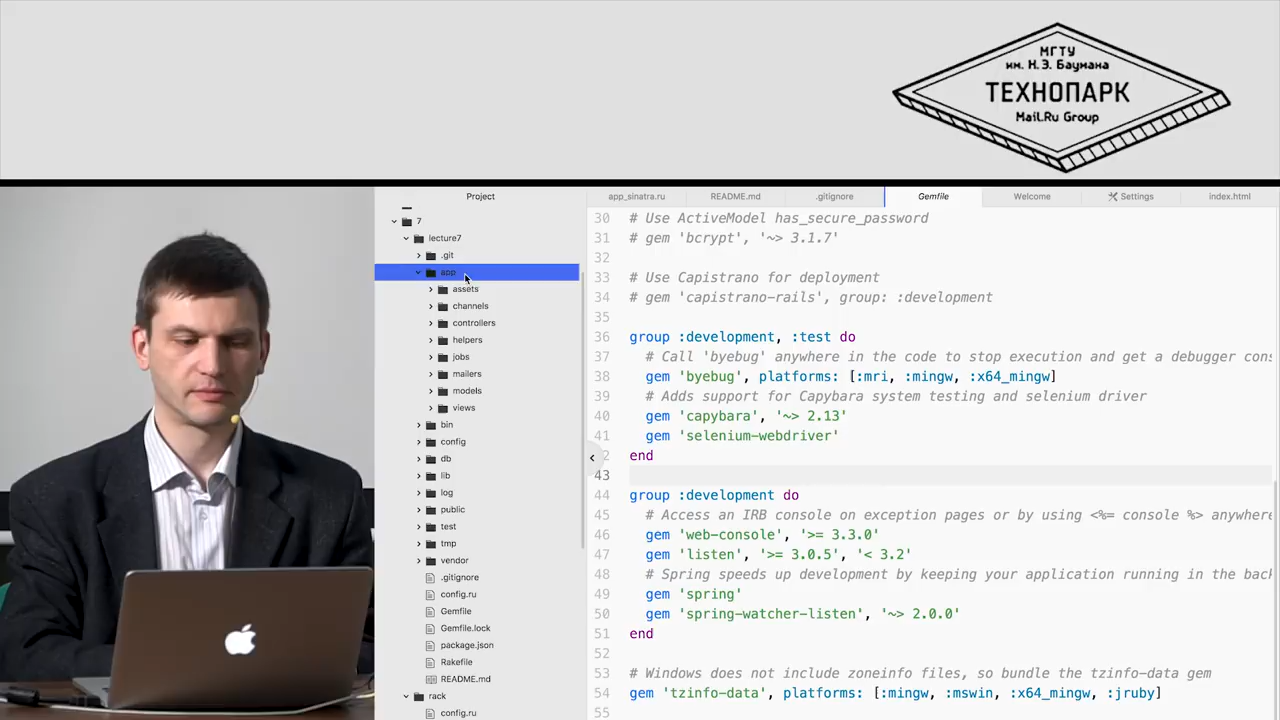 МГТУ
им. Н.Э. Баумана
ТЕХНОПАРК
Mail.Ru Group
Project
app_sinatra.ru
README.md
.gitignore
Gemfile
Welcome
Settings
index.html
7
lecture7
.git
app
assets
channels
controllers
helpers
jobs
mailers
models
views
bin
config
db
lib
log
public
test
tmp
vendor
.gitignore
config.ru
Gemfile
Gemfile.lock
package.json
Rakefile
README.md
rack
config.ru
30 # Use ActiveModel has_secure_password
31 # gem 'bcrypt', '~> 3.1.7'
32
33 # Use Capistrano for deployment
34 # gem 'capistrano-rails', group: :development
35
36 group :development, :test do
37 # Call 'byebug' anywhere in the code to stop execution and get a debugger cons
38 gem 'byebug', platforms: [:mri, :mingw, :x64_mingw]
39 # Adds support for Capybara system testing and selenium driver
40 gem 'capybara', '~> 2.13'
41 gem 'selenium-webdriver'
2 end
43
44 group :development do
45 # Access an IRB console on exception pages or by using <%= console %> anywhere
46 gem 'web-console', '>= 3.3.0'
47 gem 'listen', '>= 3.0.5', '< 3.2'
48 # Spring speeds up development by keeping your application running in the back
49 gem 'spring'
50 gem 'spring-watcher-listen', '~> 2.0.0'
51 end
52
53 # Windows does not include zoneinfo files, so bundle the tzinfo-data gem
54 gem 'tzinfo-data', platforms: [:mingw, :mswin, :x64_mingw, :jruby]
55